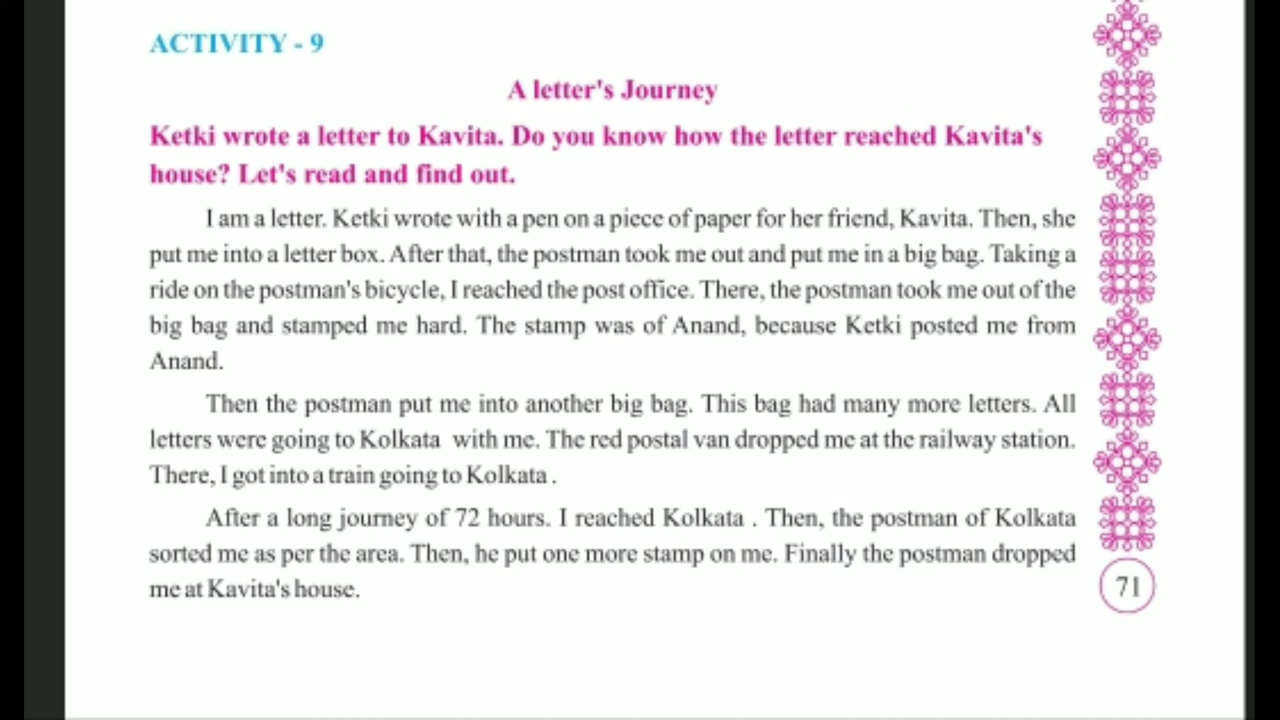 ACTIVITY - 9
A letter's Journey
Ketki wrote a letter to Kavita. Do you know how the letter reached Kavita's
house? Let's read and find out.
I am a letter. Ketki wrote with a pen on a piece of paper for her friend, Kavita. Then, she
put me into a letter box. After that, the postman took me out and put me in a big bag. Taking a
ride on the postman's bicycle, I reached the post office. There, the postman took me out of the
big bag and stamped me hard. The stamp was of Anand, because Ketki posted me from
Anand.
Then the postman put me into another big bag. This bag had many more letters. All
letters were going to Kolkata with me. The red postal van dropped me at the railway station.
There, I got into a train going to Kolkata .
After a long journey of 72 hours. I reached Kolkata . Then, the postman of Kolkata
sorted me as per the area. Then, he put one more stamp on me. Finally the postman dropped
me at Kavita's house.
71